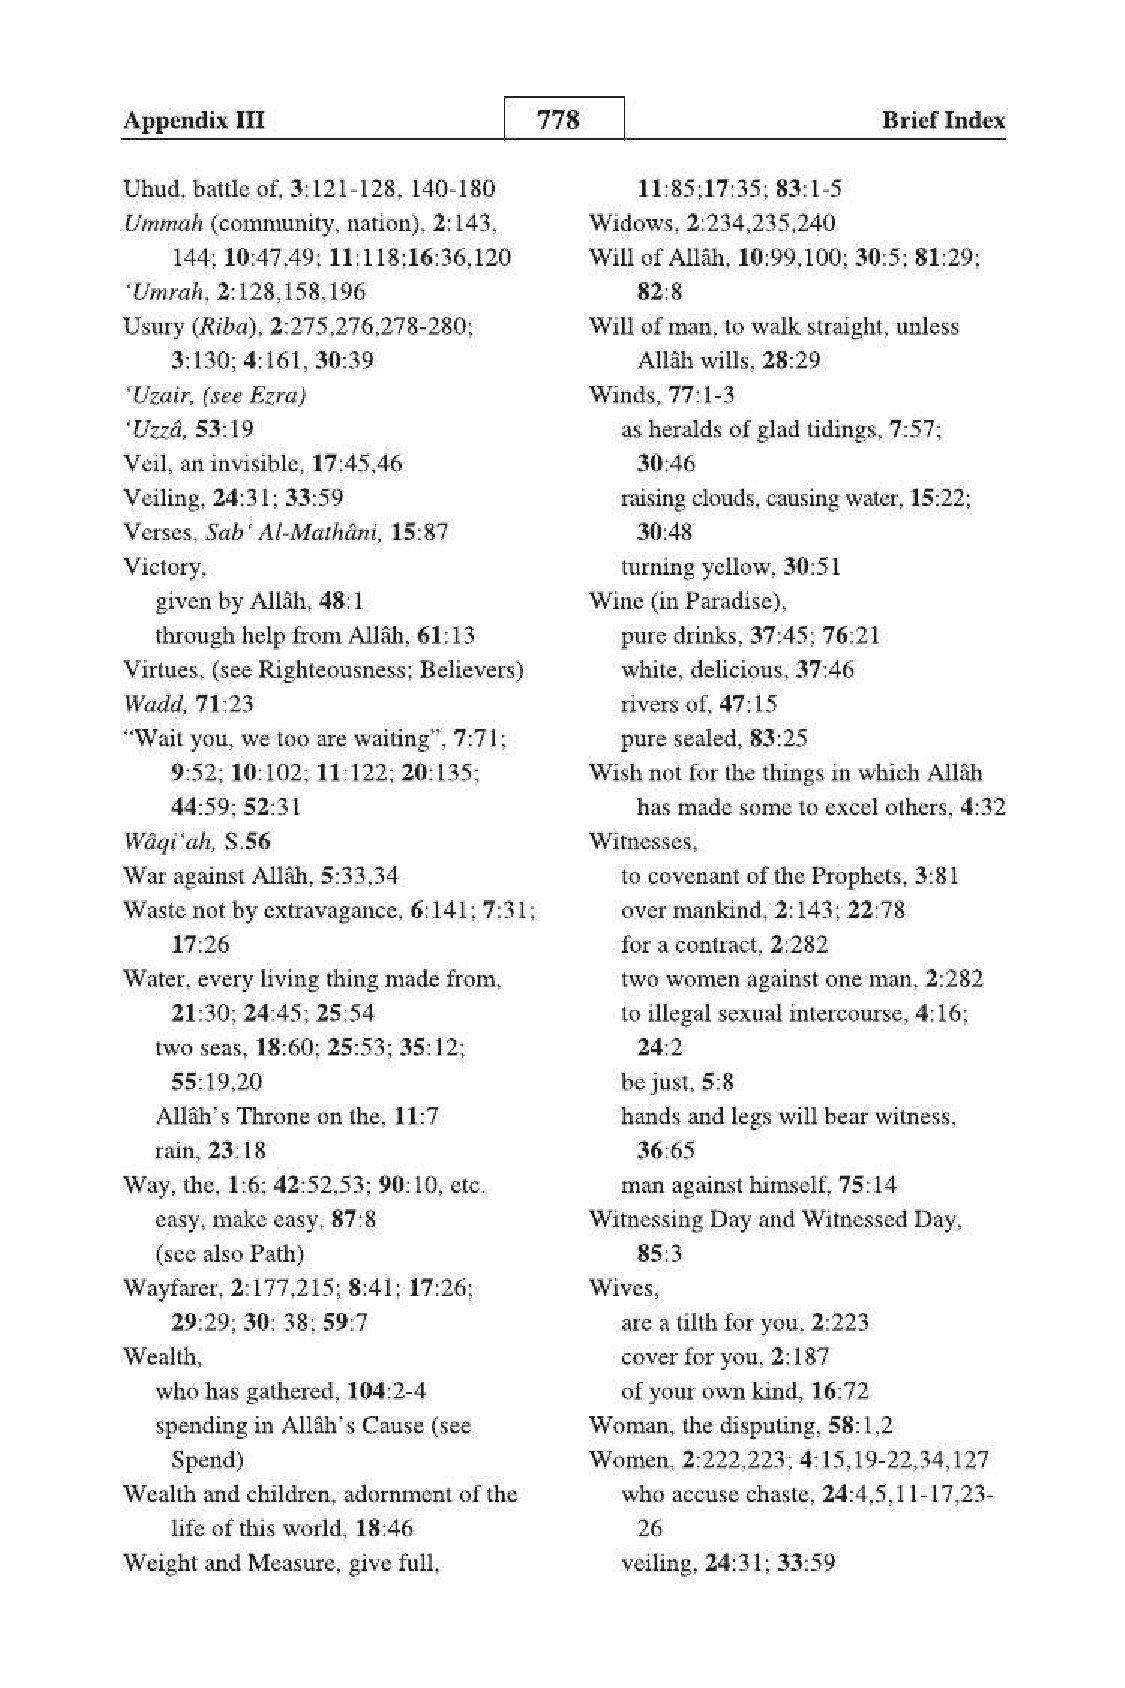 Appendix III 778 Brief Index
Uhud, battle of, 3:121-128, 140-180
Ummah (community, nation), 2:143,
144; 10:47,49; 11:118;16:36,120
‘Umrah, 2:128,158,196
Usury (Riba), 2:275,276,278-280;
3:130; 4:161, 30:39
‘Uzair, (see Ezra)
‘Uzzâ, 53:19
Veil, an invisible, 17:45,46
Veiling, 24:31; 33:59
Verses, Sab‘ Al-Mathâni, 15:87
Victory,
given by Allâh, 48:1
through help from Allâh, 61:13
Virtues, (see Righteousness; Believers)
Wadd, 71:23
“Wait you, we too are waiting”, 7:71;
9:52; 10:102; 11:122; 20:135;
44:59; 52:31
Wâqi‘ah, S.56
War against Allâh, 5:33,34
Waste not by extravagance, 6:141; 7:31;
17:26
Water, every living thing made from,
21:30; 24:45; 25:54
two seas, 18:60; 25:53; 35:12;
55:19,20
Allâh’s Throne on the, 11:7
rain, 23:18
Way, the, 1:6; 42:52,53; 90:10, etc.
easy, make easy, 87:8
(see also Path)
Wayfarer, 2:177,215; 8:41; 17:26;
29:29; 30: 38; 59:7
Wealth,
who has gathered, 104:2-4
spending in Allâh’s Cause (see
Spend)
Wealth and children, adornment of the
life of this world, 18:46
Weight and Measure, give full,
11:85;17:35; 83:1-5
Widows, 2:234,235,240
Will of Allâh, 10:99,100; 30:5; 81:29;
82:8
Will of man, to walk straight, unless
Allâh wills, 28:29
Winds, 77:1-3
as heralds of glad tidings, 7:57;
30:46
raising clouds, causing water, 15:22;
30:48
turning yellow, 30:51
Wine (in Paradise),
pure drinks, 37:45; 76:21
white, delicious, 37:46
rivers of, 47:15
pure sealed, 83:25
Wish not for the things in which Allâh
has made some to excel others, 4:32
Witnesses,
to covenant of the Prophets, 3:81
over mankind, 2:143; 22:78
for a contract, 2:282
two women against one man, 2:282
to illegal sexual intercourse, 4:16;
24:2
be just, 5:8
hands and legs will bear witness,
36:65
man against himself, 75:14
Witnessing Day and Witnessed Day,
85:3
Wives,
are a tilth for you, 2:223
cover for you, 2:187
of your own kind, 16:72
Woman, the disputing, 58:1,2
Women, 2:222,223; 4:15,19-22,34,127
who accuse chaste, 24:4,5,11-17,23-
26
veiling, 24:31; 33:59